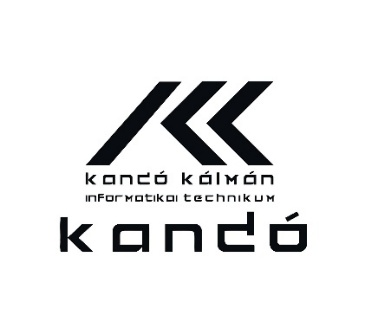 kandó kálmán
informatikai technikum
kandó